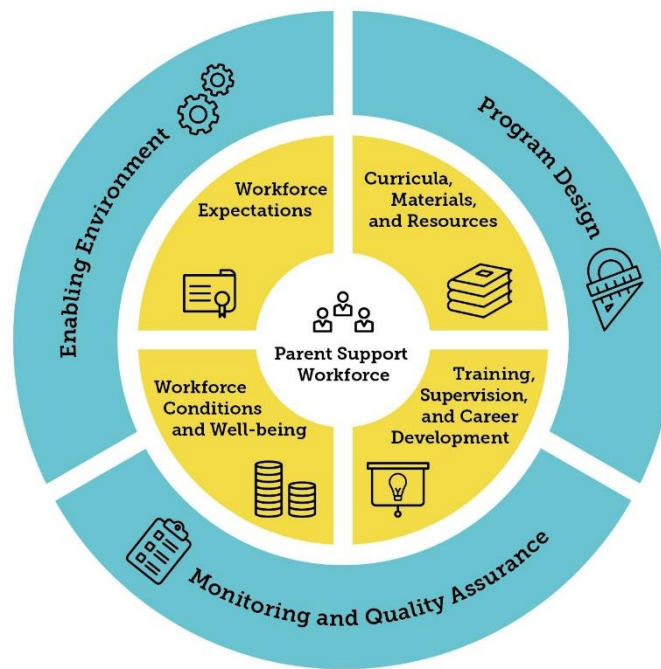 Enabling Environment
Program Design
Workforce
Expectations
Curricula,
Materials,
and Resources
Parent Support
Workforce
Workforce
Conditions
and Well-being
Training,
Supervision,
and Career
Development
Monitoring and Quality Assurance